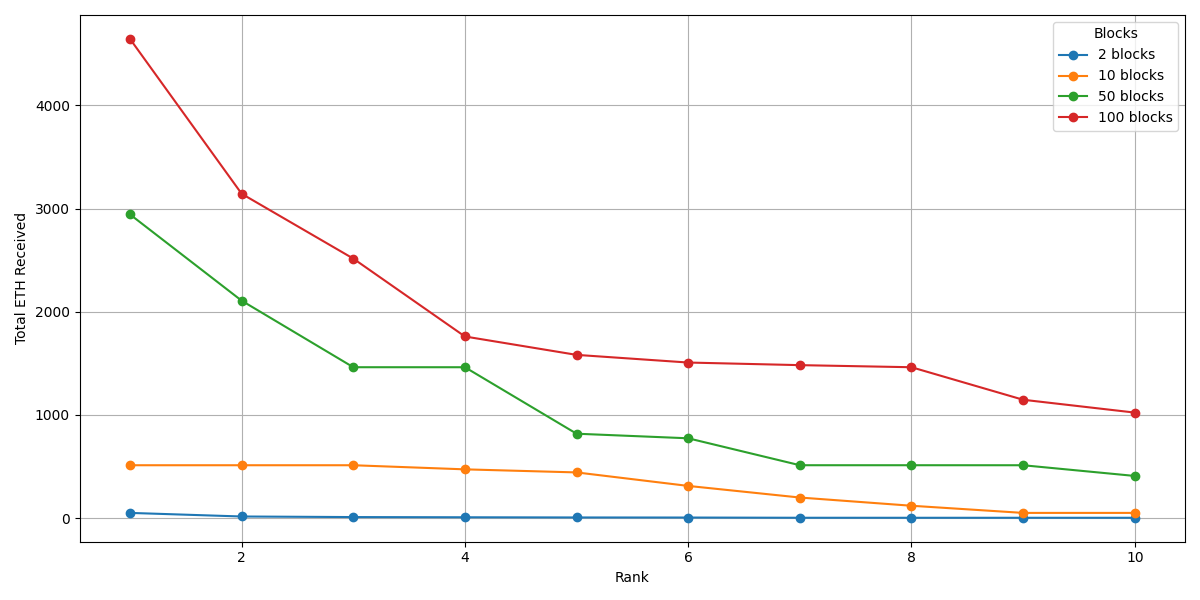 Blocks
2 blocks
10 blocks
50 blocks
100 blocks
Total ETH Received
4000
3000
2000
1000
0
2 4 6 8 10
Rank